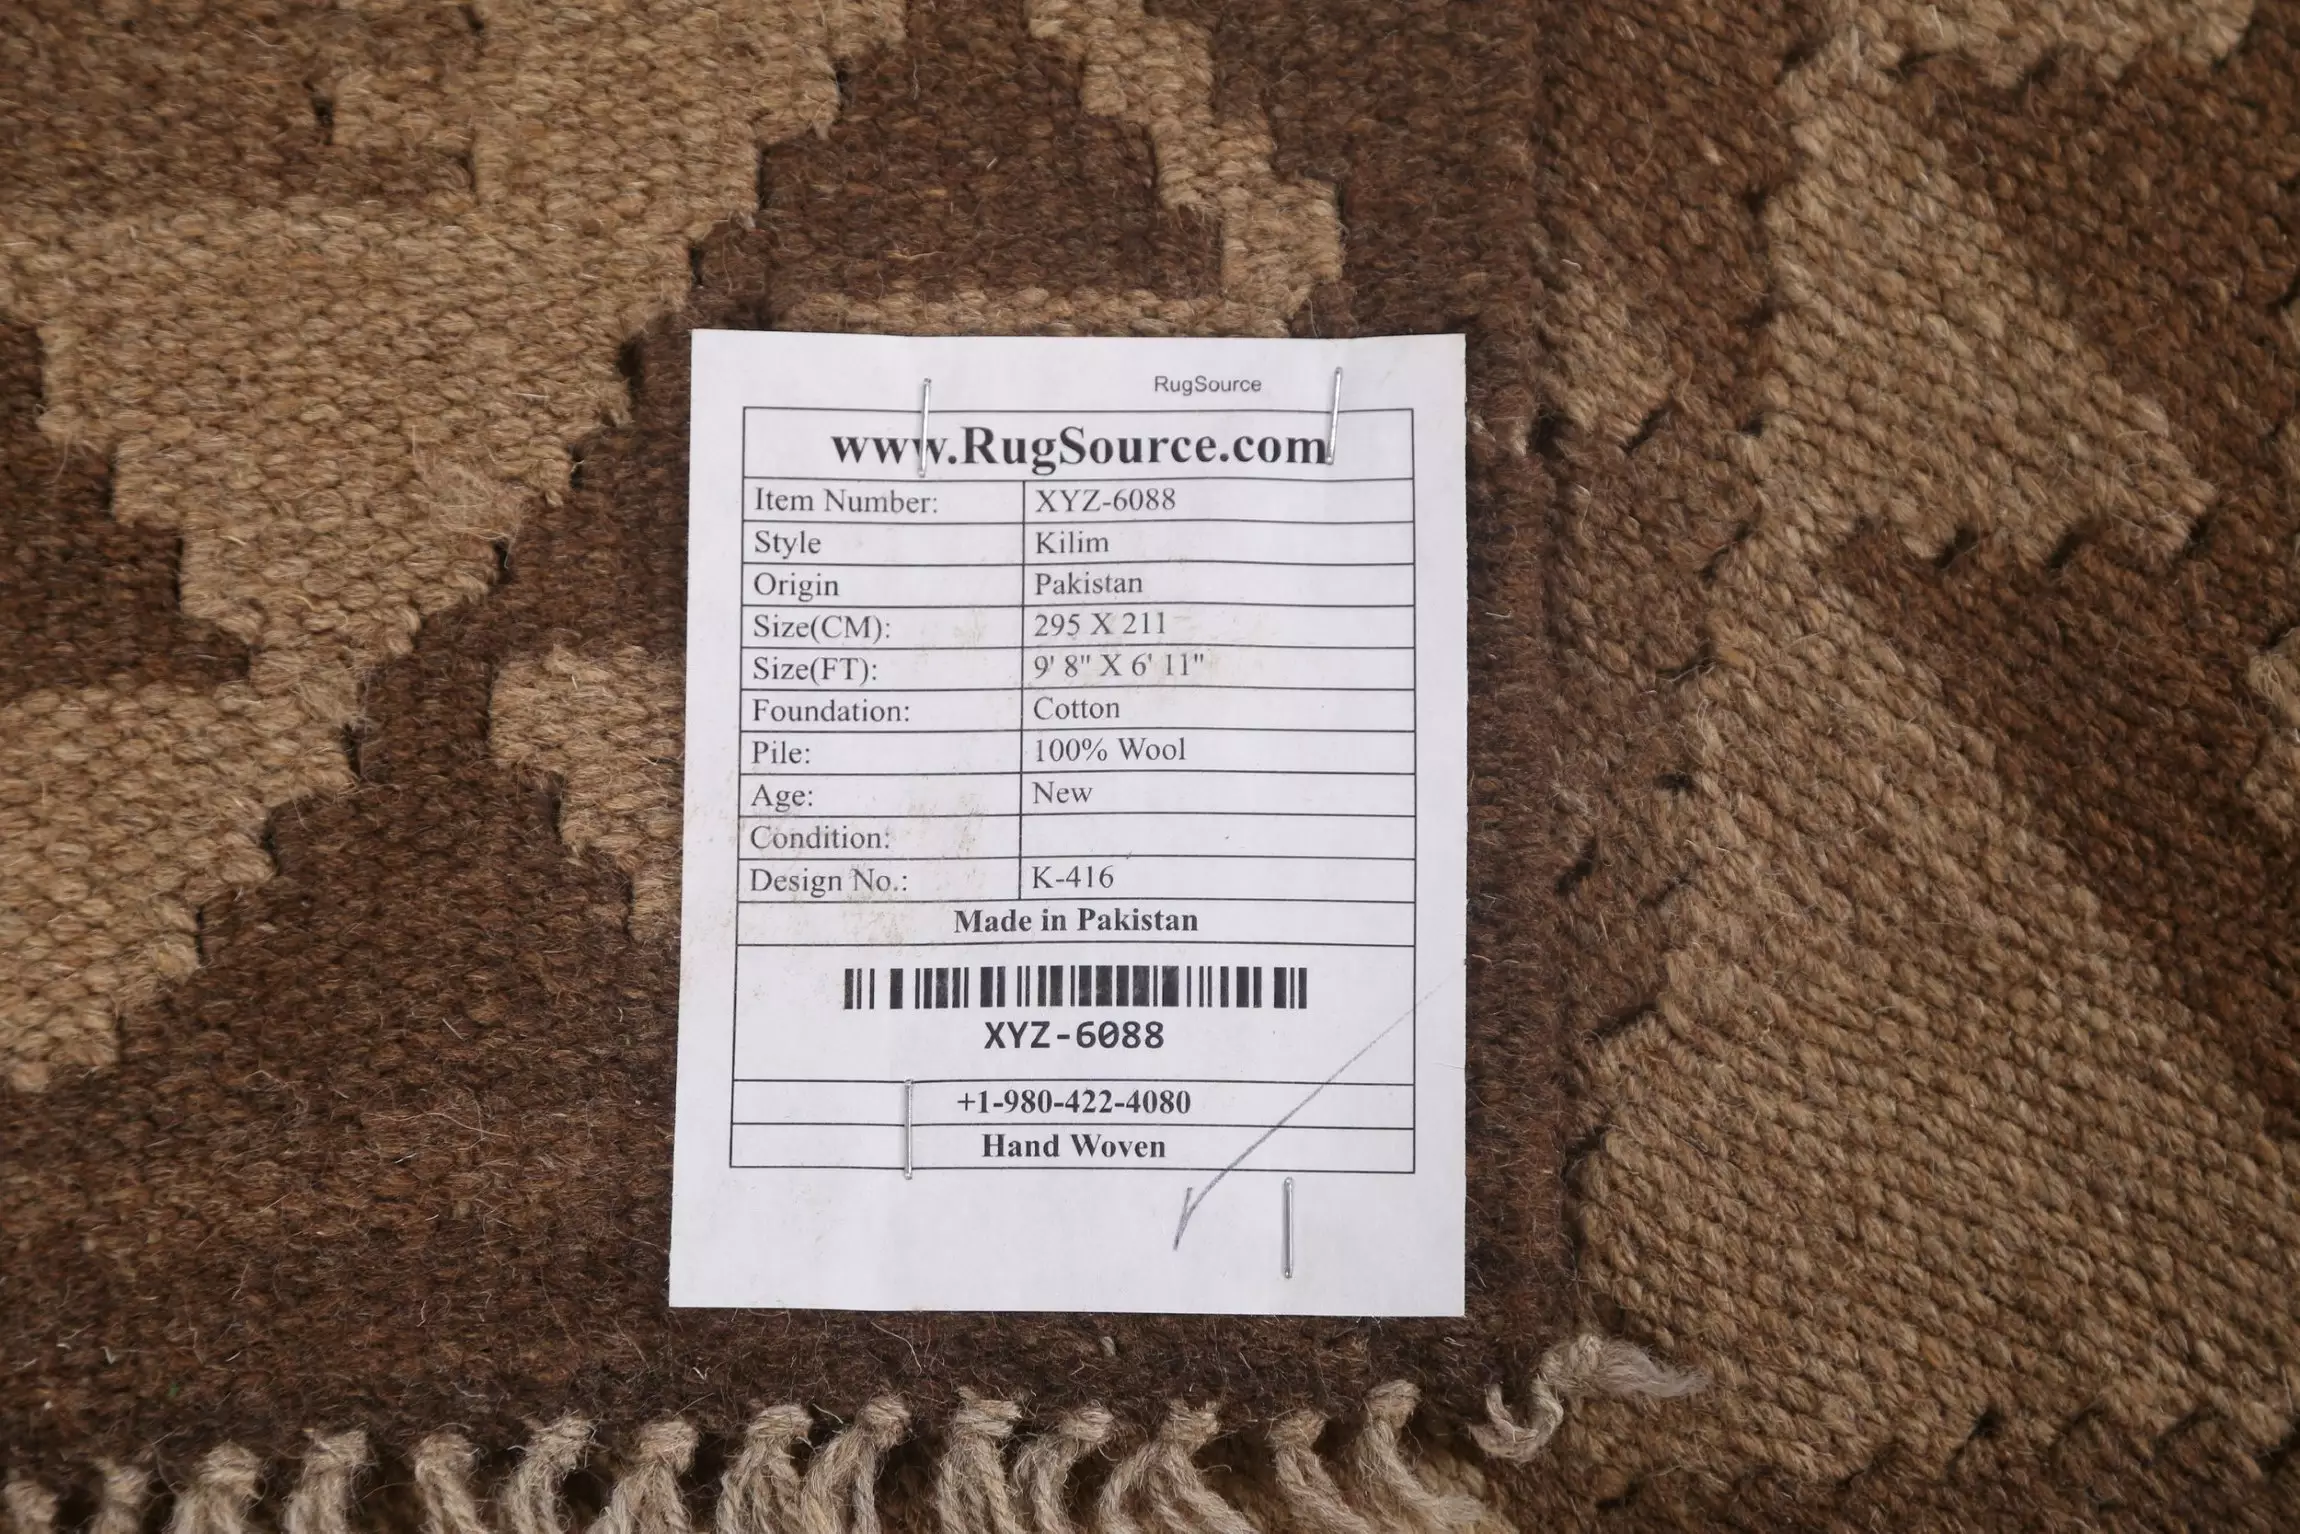 RugSource
www.RugSource.com
Item Number: XYZ-6088
Style Kilim
Origin Pakistan
Size(CM): 295 X 211
Size(FT): 9' 8" X 6' 11"
Foundation: Cotton
Pile: 100% Wool
Age: New
Condition:
Design No.: K-416
Made in Pakistan
XYZ-6088
+1-980-422-4080
Hand Woven